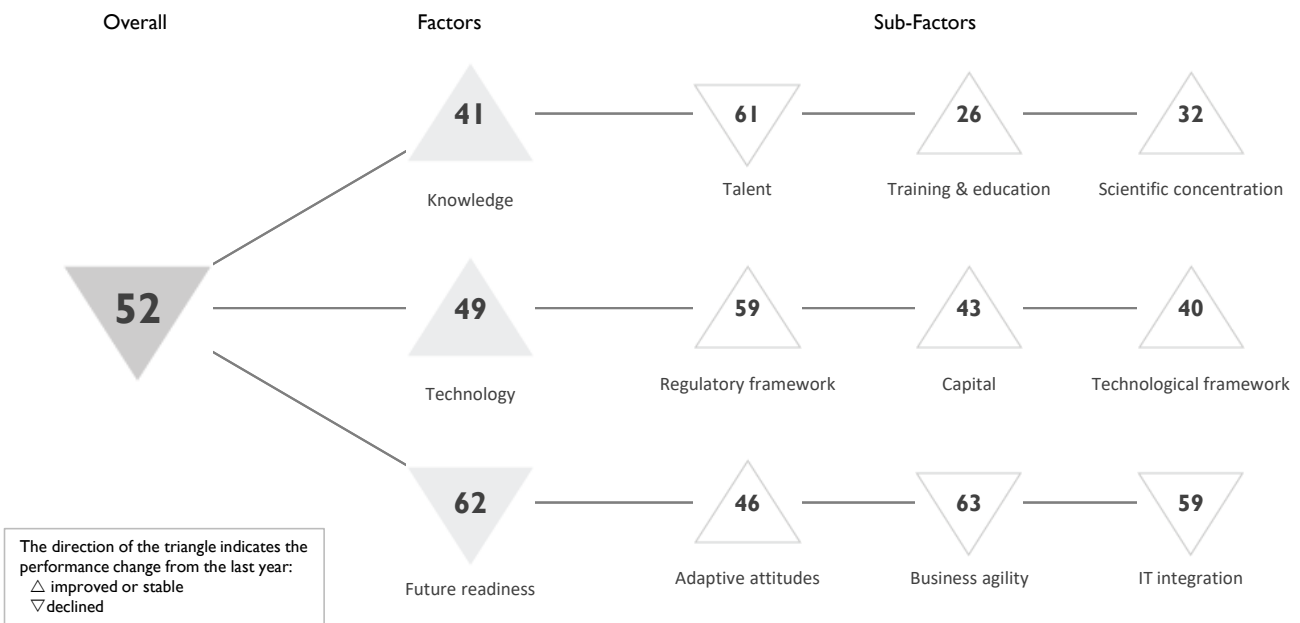 Overall Factors Sub-Factors
41 61 26 32
Knowledge Talent Training & education Scientific concentration
52 49 59 43 40
Technology Regulatory framework Capital Technological framework
62 46 63 59
Future readiness Adaptive attitudes Business agility IT integration
The direction of the triangle indicates the
performance change from the last year:
△ improved or stable
▽ declined